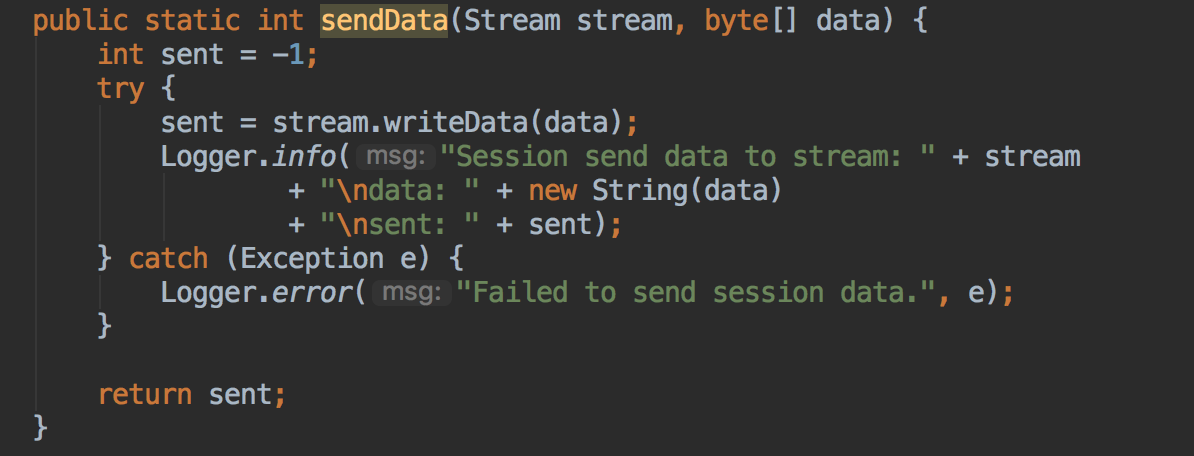 public static int sendData(Stream stream, byte[] data) {
    int sent = -1;
    try {
        sent = stream.writeData(data);
        Logger.info( msg: "Session send data to stream: " + stream
                + "\ndata: " + new String(data)
                + "\nsent: " + sent);
    } catch (Exception e) {
        Logger.error( msg: "Failed to send session data.", e);
    }

    return sent;
}